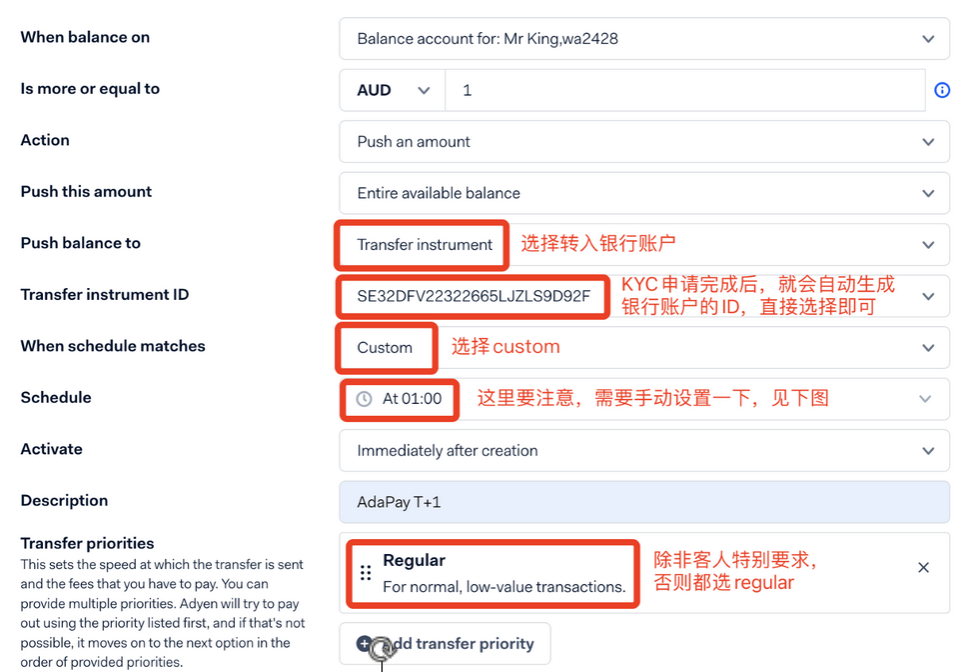 When balance on
Balance account for: Mr King,wa2428
Is more or equal to
AUD
1
Action
Push an amount
Push this amount
Entire available balance
Push balance to
Transfer instrument
选择转入银行账户
Transfer instrument ID
SE32DFV22322665LJZLS9D92F
KYC申请完成后，就会自动生成
银行账户的ID，直接选择即可
When schedule matches
Custom
选择custom
Schedule
At 01:00
这里要注意，需要手动设置一下，见下图
Activate
Immediately after creation
Description
AdaPay T+1
Transfer priorities
This sets the speed at which the transfer is sent
and the fees that you have to pay. You can
provide multiple priorities. Adyen will try to pay
out using the priority listed first, and if that's not
possible, it moves on to the next option in the
order of provided priorities.
Regular
For normal, low-value transactions.
除非客人特别要求，
否则都选regular
dd transfer priority